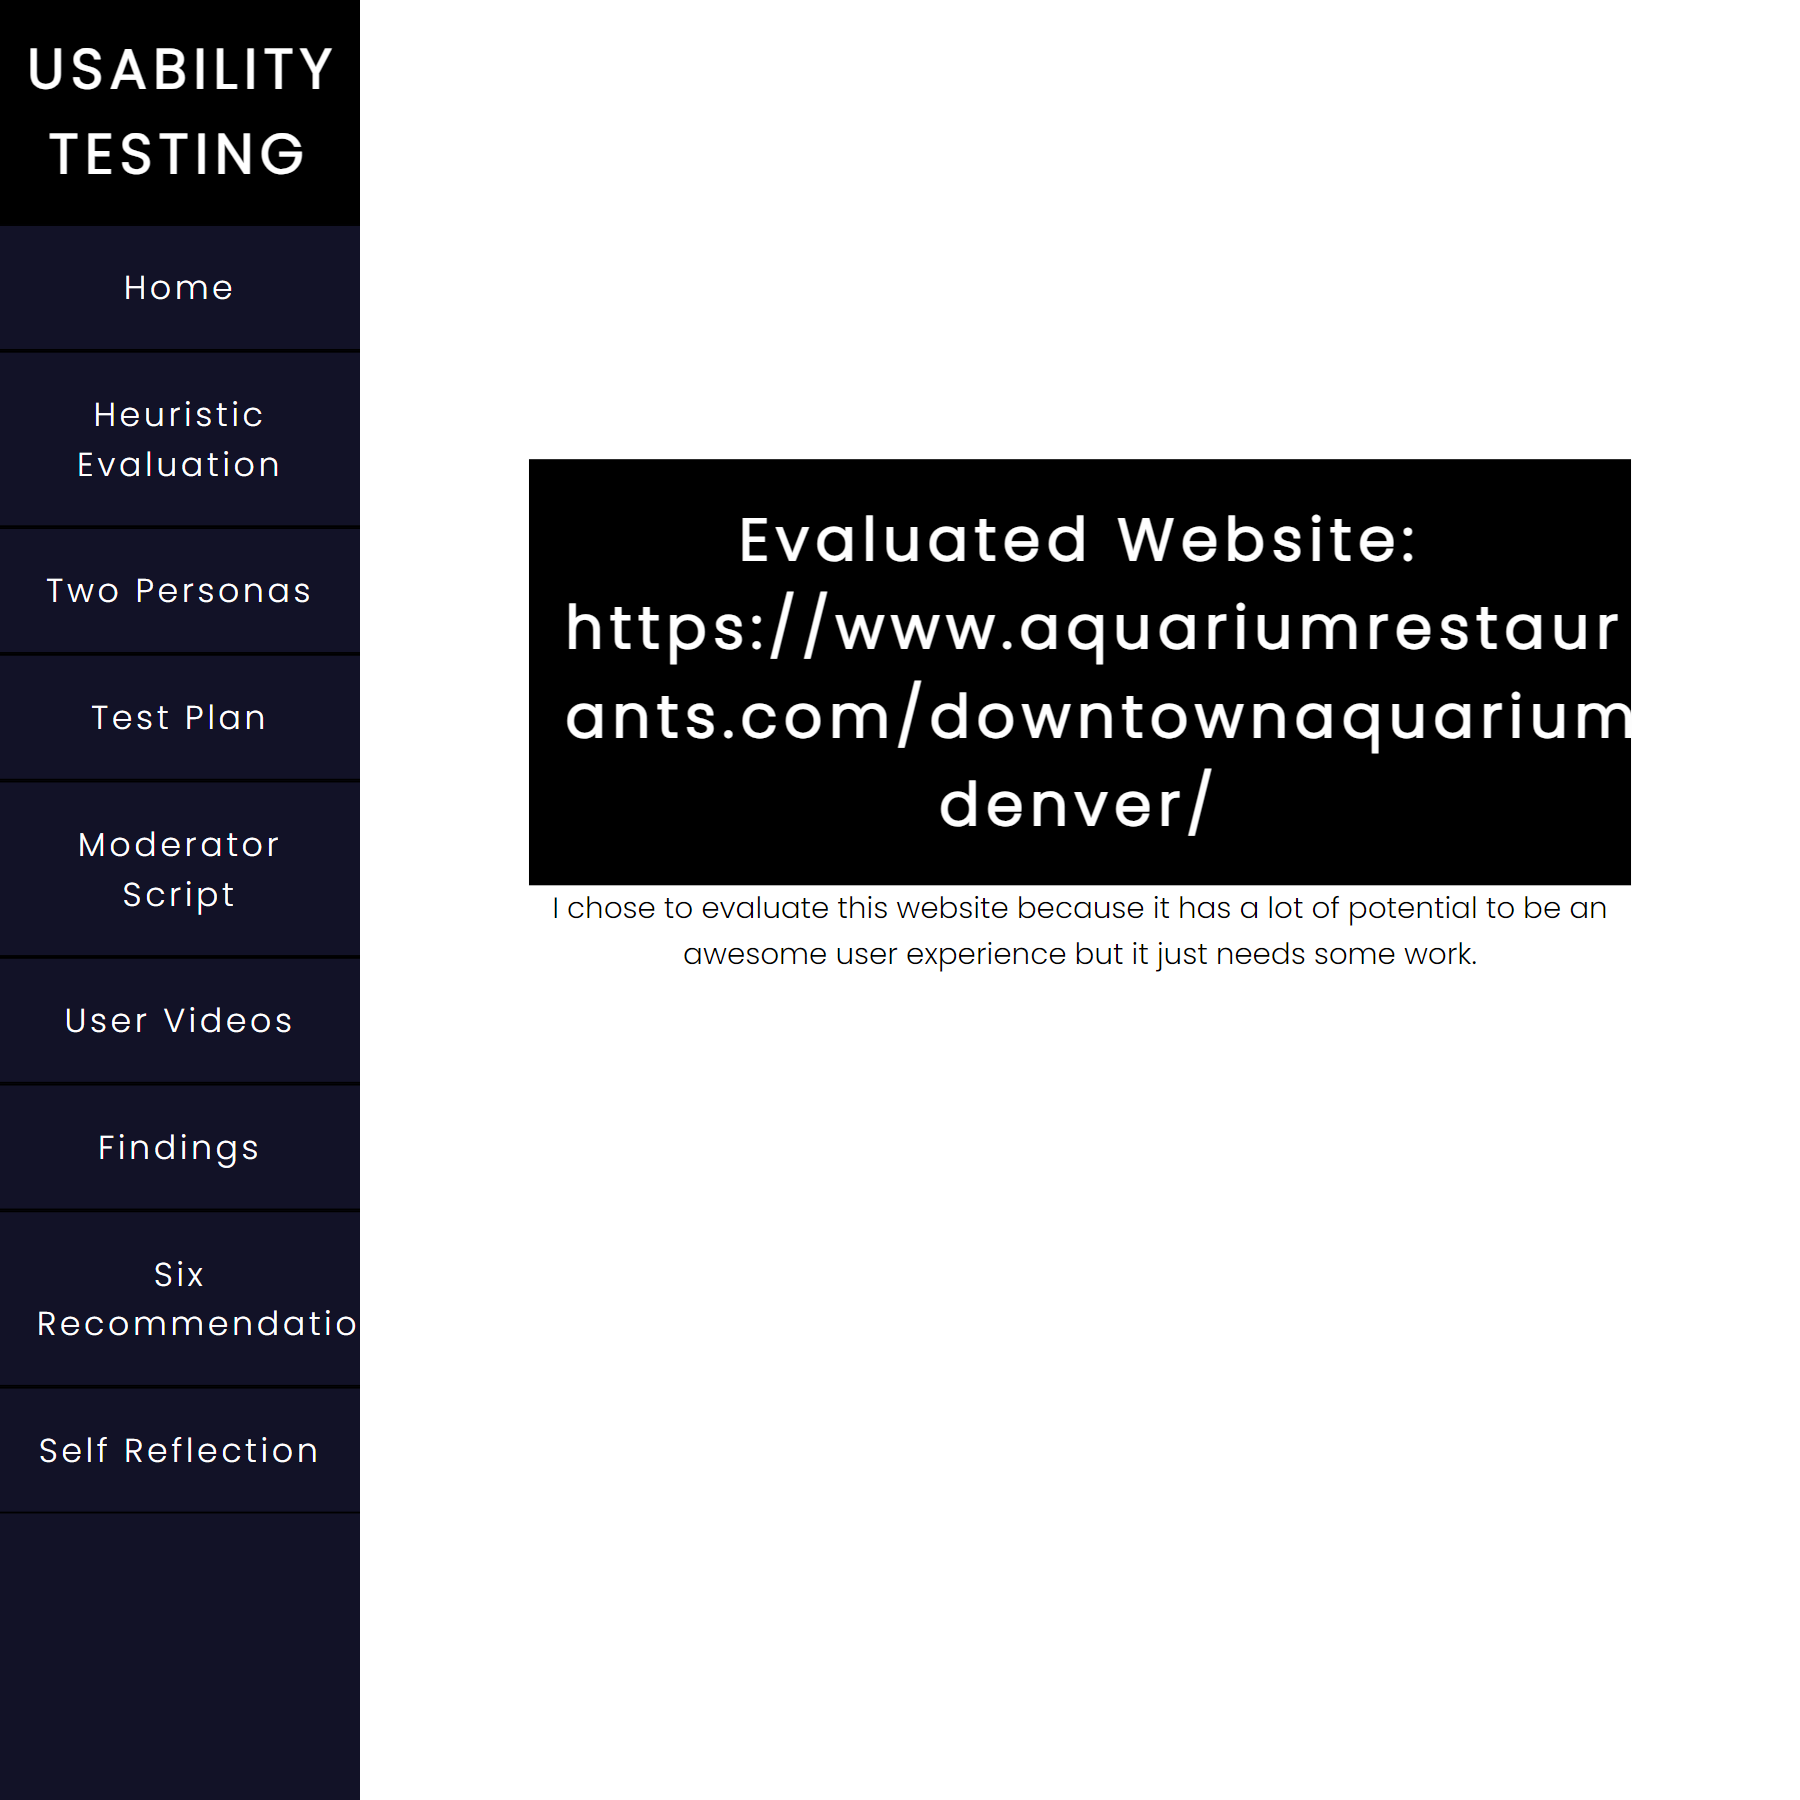 USABILITY
TESTING
Home
Heuristic
Evaluation
Two Personas
Test Plan
Moderator
Script
User Videos
Findings
Six
Recommendatio
Self Reflection
Evaluated Website:
https://www.aquariumrestaur
ants.com/downtownaquarium
denver/
I chose to evaluate this website because it has a lot of potential to be an
awesome user experience but it just needs some work.